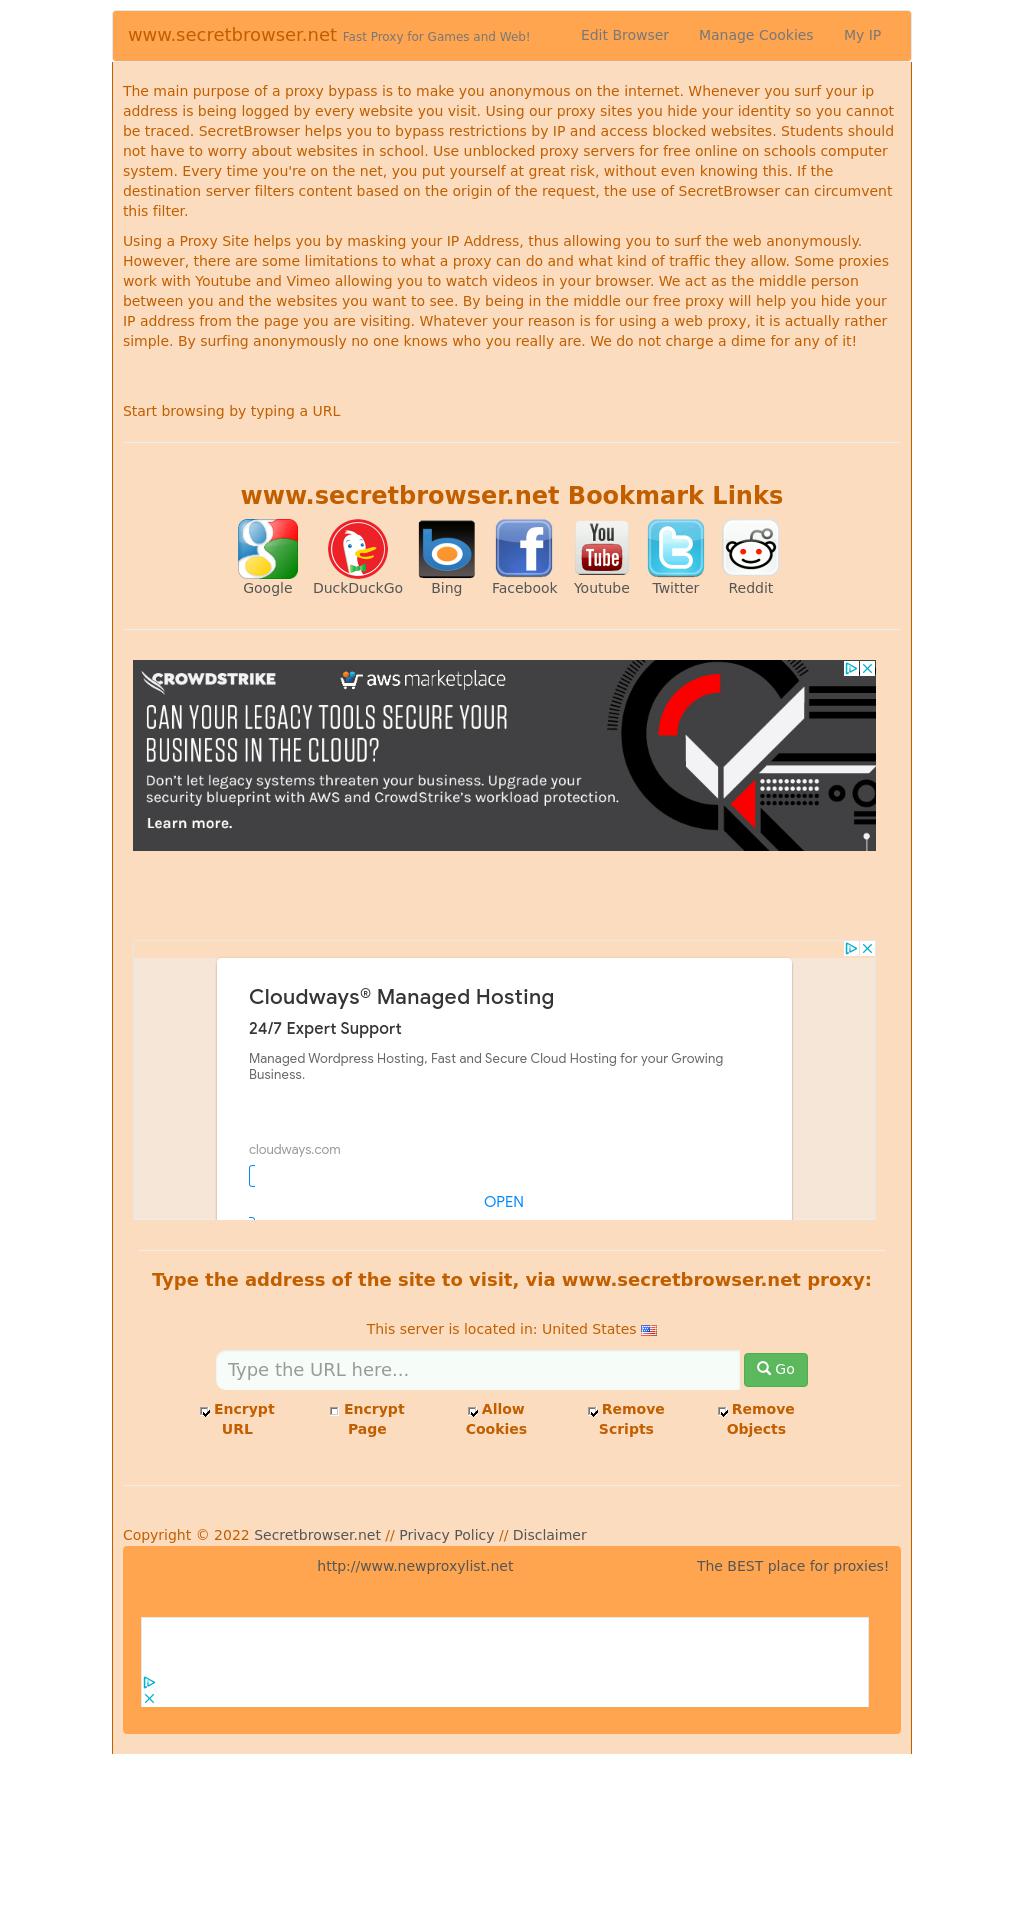 www.secretbrowser.net Fast Proxy for Games and Web! Edit Browser Manage Cookies My IP
The main purpose of a proxy bypass is to make you anonymous on the internet. Whenever you surf your ip
address is being logged by every website you visit. Using our proxy sites you hide your identity so you cannot
be traced. SecretBrowser helps you to bypass restrictions by IP and access blocked websites. Students should
not have to worry about websites in school. Use unblocked proxy servers for free online on schools computer
system. Every time you're on the net, you put yourself at great risk, without even knowing this. If the
destination server filters content based on the origin of the request, the use of SecretBrowser can circumvent
this filter.
Using a Proxy Site helps you by masking your IP Address, thus allowing you to surf the web anonymously.
However, there are some limitations to what a proxy can do and what kind of traffic they allow. Some proxies
work with Youtube and Vimeo allowing you to watch videos in your browser. We act as the middle person
between you and the websites you want to see. By being in the middle our free proxy will help you hide your
IP address from the page you are visiting. Whatever your reason is for using a web proxy, it is actually rather
simple. By surfing anonymously no one knows who you really are. We do not charge a dime for any of it!
Start browsing by typing a URL
www.secretbrowser.net Bookmark Links
You
Tube
Google DuckDuckGo Bing Facebook Youtube Twitter Reddit
CROWDSTRIKE aws marketplace
CAN YOUR LEGACY TOOLS SECURE YOUR
BUSINESS IN THE CLOUD?
Don't let legacy systems threaten your business. Upgrade your
security blueprint with AWS and CrowdStrike's workload protection.
Learn more.
Cloudways® Managed Hosting
24/7 Expert Support
Managed Wordpress Hosting, Fast and Secure Cloud Hosting for your Growing
Business.
cloudways.com
OPEN
Type the address of the site to visit, via www.secretbrowser.net proxy:
This server is located in: United States
Type the URL here... Go
Encrypt URL
Encrypt Page
Allow Cookies
Remove Scripts
Remove Objects
Copyright © 2022 Secretbrowser.net // Privacy Policy // Disclaimer
http://www.newproxylist.net The BEST place for proxies!